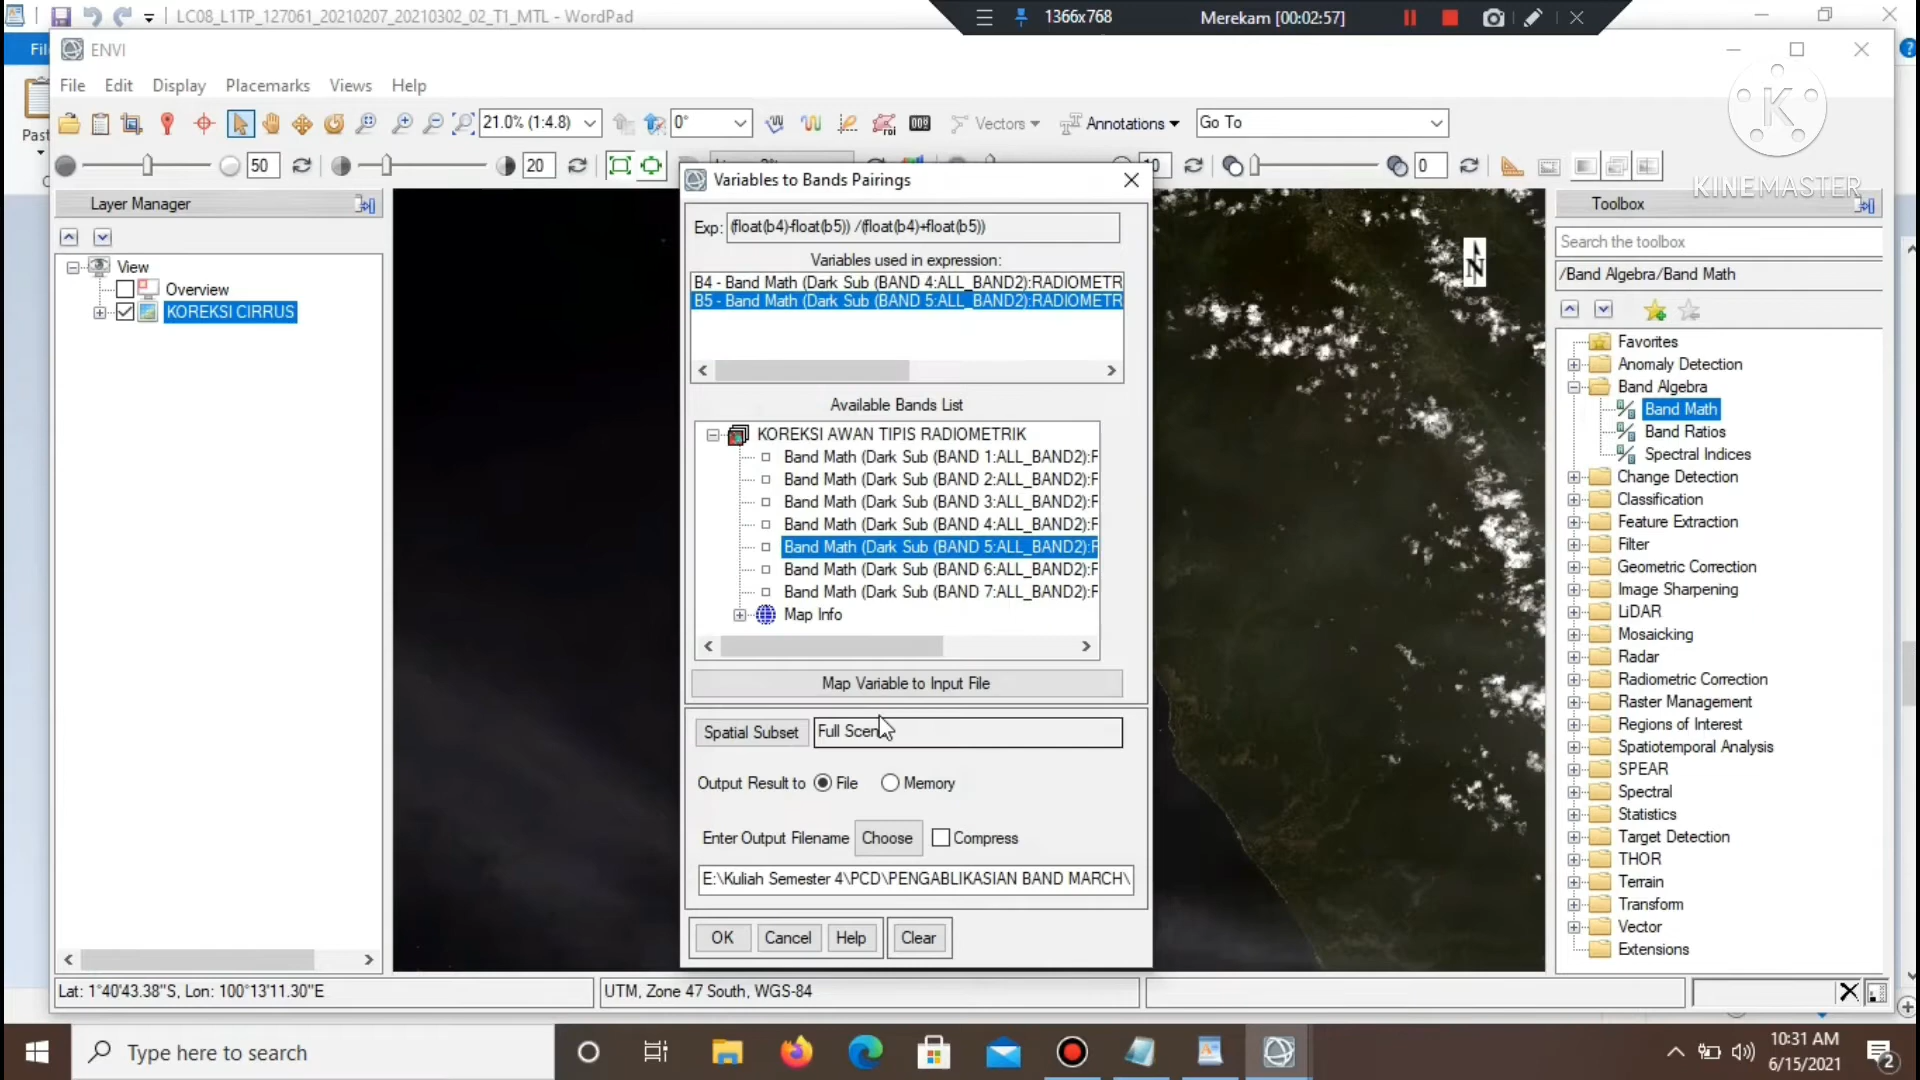 LC08_L1TP_127061_20210207_20210302_02_T1_MTL - WordPad
1366x768
Merekam [00:02:57]
ENVI
File Edit Display Placemarks Views Help
21.0% (1:4.8)
0°
Vectors
Annotations
Go To
50
20
10
0
KINEMASTER
Layer Manager
View
Overview
KOREKSI CIRRUS
Variables to Bands Pairings
Exp: (float(b4)-float(b5)) /(float(b4)+float(b5))
Variables used in expression:
B4 - Band Math (Dark Sub (BAND 4:ALL_BAND2):RADIOMETR
B5 - Band Math (Dark Sub (BAND 5:ALL_BAND2):RADIOMETR
Available Bands List
KOREKSI AWAN TIPIS RADIOMETRIK
Band Math (Dark Sub (BAND 1:ALL_BAND2):F
Band Math (Dark Sub (BAND 2:ALL_BAND2):F
Band Math (Dark Sub (BAND 3:ALL_BAND2):F
Band Math (Dark Sub (BAND 4:ALL_BAND2):F
Band Math (Dark Sub (BAND 5:ALL_BAND2):F
Band Math (Dark Sub (BAND 6:ALL_BAND2):F
Band Math (Dark Sub (BAND 7:ALL_BAND2):F
Map Info
Map Variable to Input File
Spatial Subset Full Scen
Output Result to File Memory
Enter Output Filename Choose Compress
E:\Kuliah Semester 4\PCD\PENGABLIKASIAN BAND MARCH\
OK Cancel Help Clear
N
Toolbox
Search the toolbox
/Band Algebra/Band Math
Favorites
Anomaly Detection
Band Algebra
Band Math
Band Ratios
Spectral Indices
Change Detection
Classification
Feature Extraction
Filter
Geometric Correction
Image Sharpening
LiDAR
Mosaicking
Radar
Radiometric Correction
Raster Management
Regions of Interest
Spatiotemporal Analysis
SPEAR
Spectral
Statistics
Target Detection
THOR
Terrain
Transform
Vector
Extensions
Lat: 1°40'43.38"S, Lon: 100°13'11.30"E
UTM, Zone 47 South, WGS-84
Type here to search
10:31 AM
6/15/2021
2